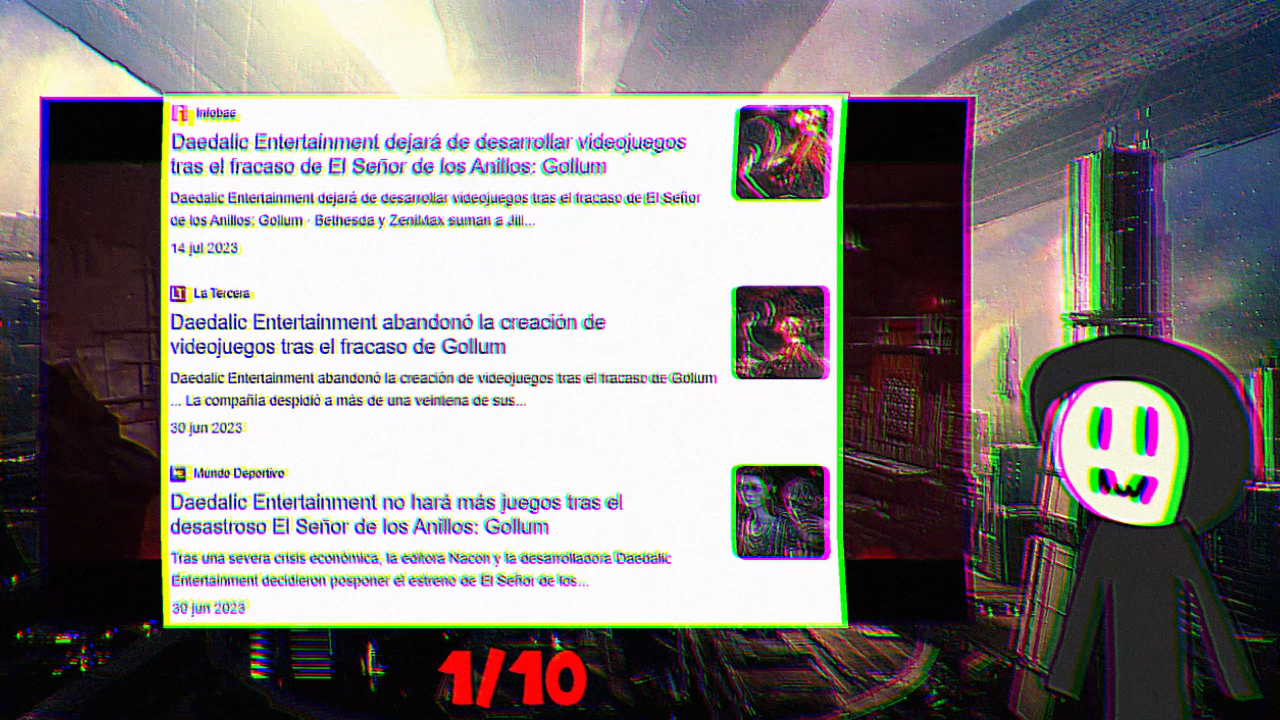 Infobae
Daedalic Entertainment dejará de desarrollar videojuegos
tras el fracaso de El Señor de los Anillos: Gollum
Daedalic Entertainment dejará de desarrollar videojuegos tras el fracaso de El Señor
de los Anillos: Gollum · Bethesda y ZeniMax suman a Jill...
14 jul 2023
LT La Tercera
Daedalic Entertainment abandonó la creación de
videojuegos tras el fracaso de Gollum
Daedalic Entertainment abandonó la creación de videojuegos tras el fracaso de Gollum
... La compañía despidió a más de una veintena de sus...
30 jun 2023
Mundo Deportivo
Daedalic Entertainment no hará más juegos tras el
desastroso El Señor de los Anillos: Gollum
Tras una severa crisis económica, la editora Nacon y la desarrolladora Daedalic
Entertainment decidieron posponer el estreno de El Señor de los...
30 jun 2023
1/10